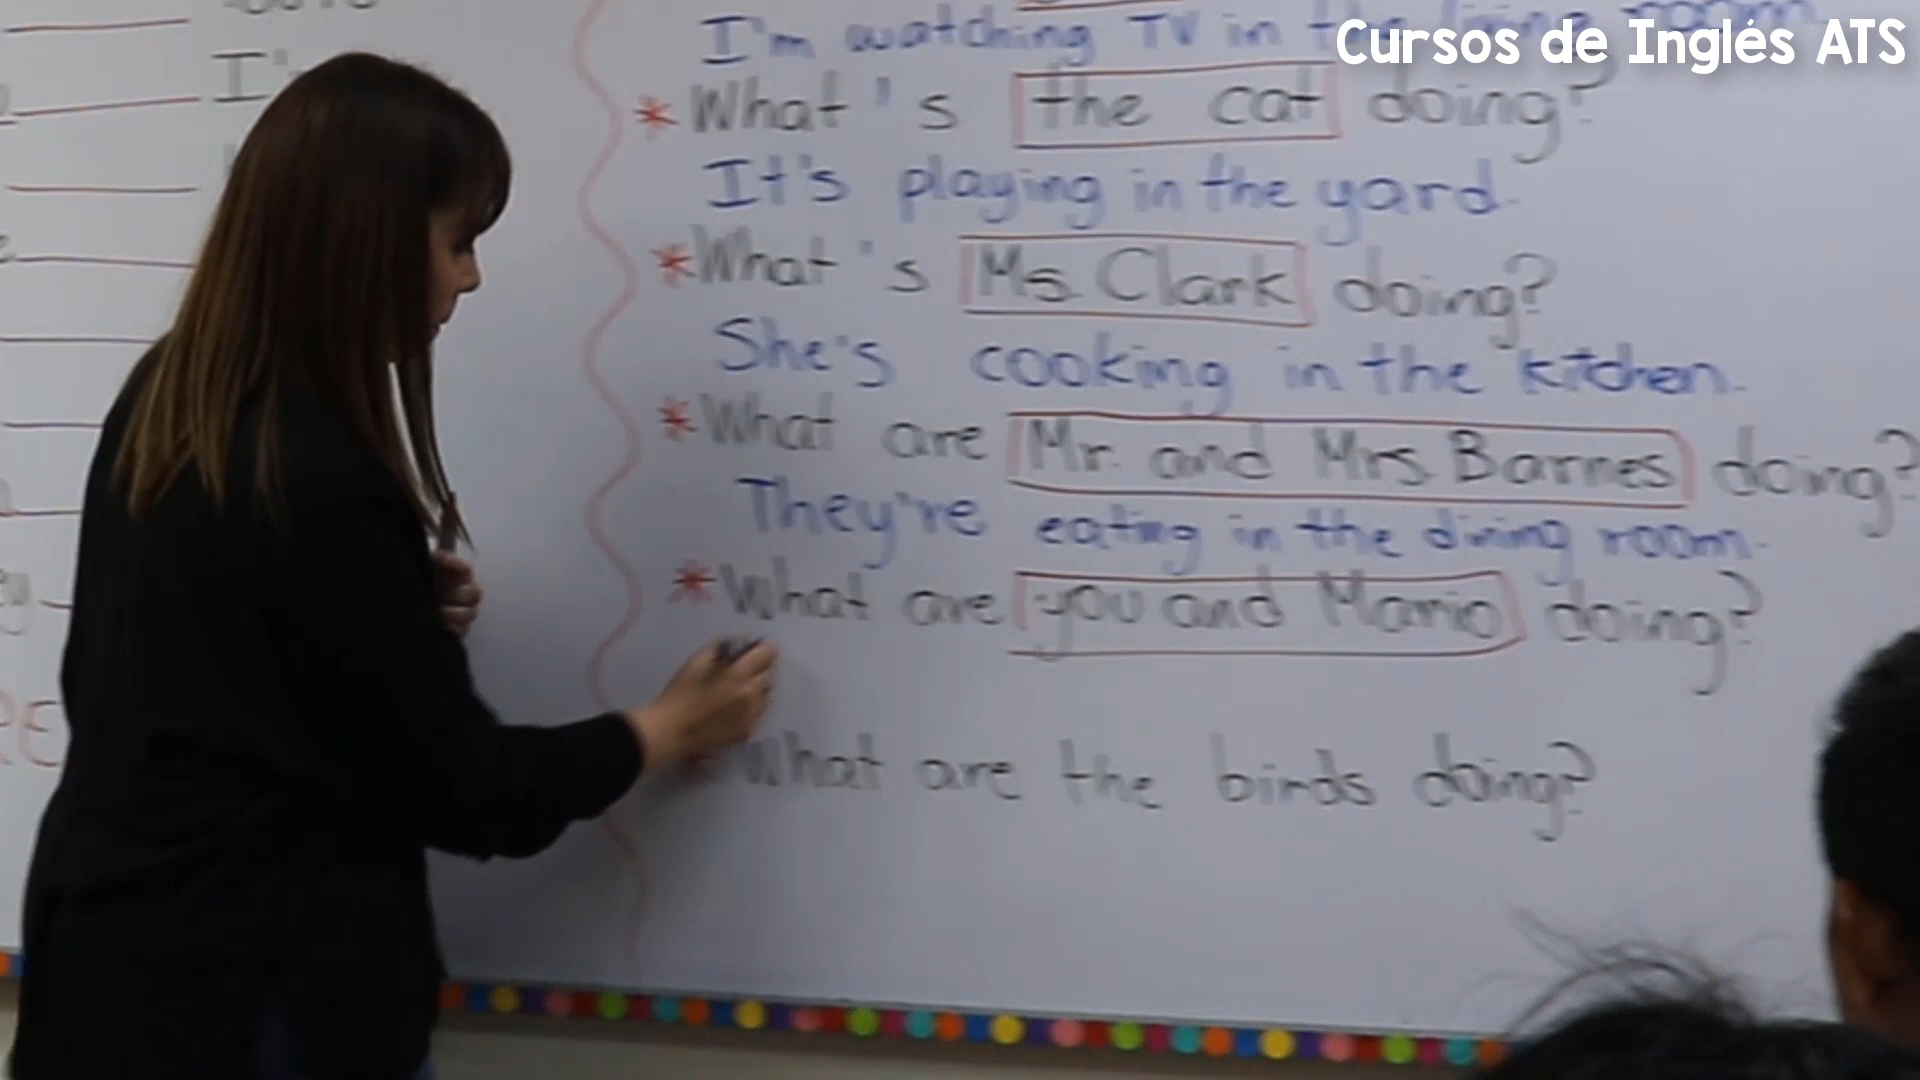 Cursos de Inglés ATS
I'm watching TV in the living room
* What's the cat doing?
It's playing in the yard.
* What's Ms. Clark doing?
She's cooking in the kitchen.
* What are Mr. and Mrs. Barnes doing?
They're eating in the dining room.
* What are you and Mario doing?
What are the birds doing?
I'